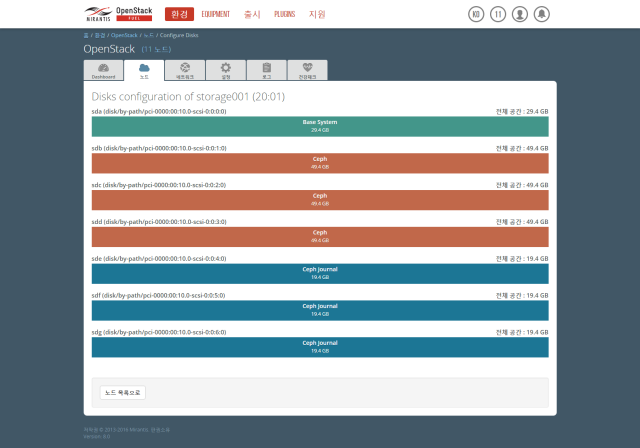 MIRANTIS
OpenStack
FUEL
환경 EQUIPMENT 출시 PLUGINS 지원
KO 11
홈 / 환경 / OpenStack / 노드 / Configure Disks
OpenStack (11 노드)
Dashboard 노드 네트워크 설정 로그 건강체크
Disks configuration of storage001 (20:01)
sda (disk/by-path/pci-0000:00:10.0-scsi-0:0:0:0) 전체 공간 : 29.4 GB
Base System
29.4 GB
sdb (disk/by-path/pci-0000:00:10.0-scsi-0:0:1:0) 전체 공간 : 49.4 GB
Ceph
49.4 GB
sdc (disk/by-path/pci-0000:00:10.0-scsi-0:0:2:0) 전체 공간 : 49.4 GB
Ceph
49.4 GB
sdd (disk/by-path/pci-0000:00:10.0-scsi-0:0:3:0) 전체 공간 : 49.4 GB
Ceph
49.4 GB
sde (disk/by-path/pci-0000:00:10.0-scsi-0:0:4:0) 전체 공간 : 19.4 GB
Ceph Journal
19.4 GB
sdf (disk/by-path/pci-0000:00:10.0-scsi-0:0:5:0) 전체 공간 : 19.4 GB
Ceph Journal
19.4 GB
sdg (disk/by-path/pci-0000:00:10.0-scsi-0:0:6:0) 전체 공간 : 19.4 GB
Ceph Journal
19.4 GB
노드 목록으로
저작권 © 2013-2016 Mirantis.
Version: 9.0